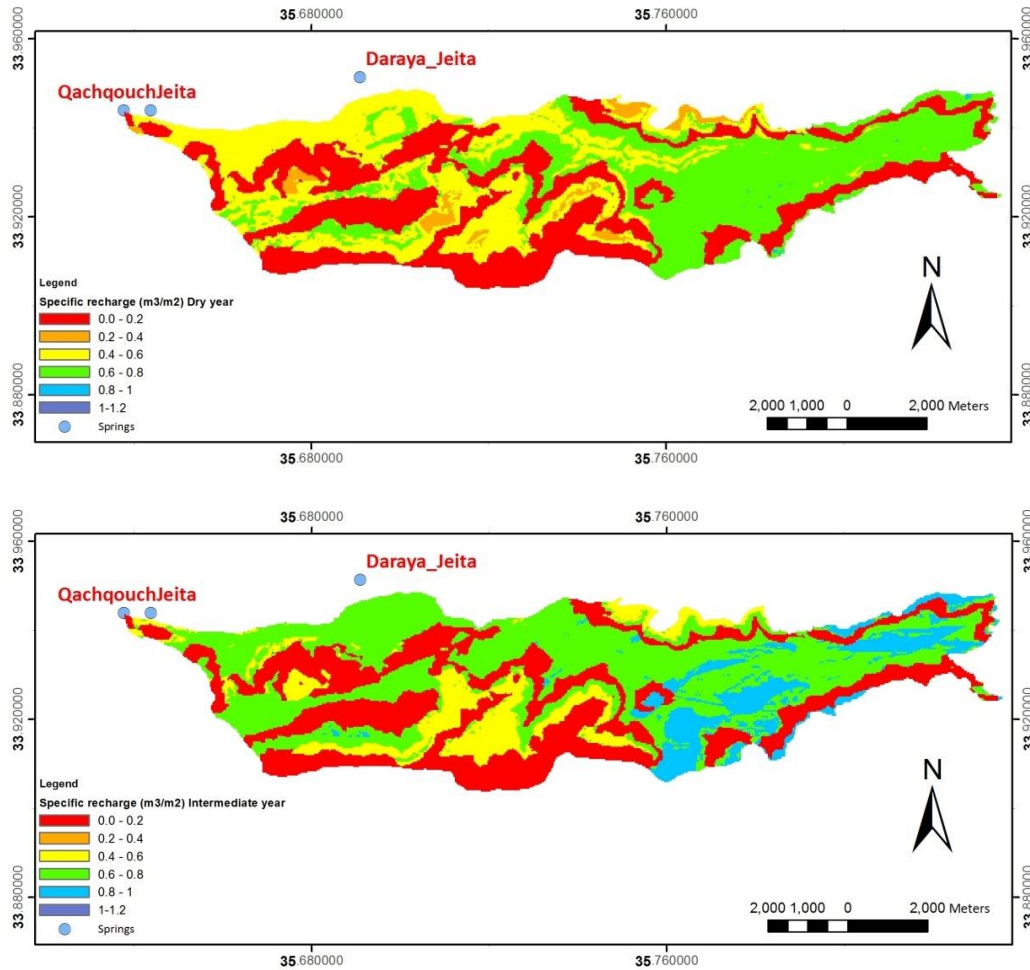 35.680000 35.760000
33.960000 33.960000
Daraya_Jeita
QachqouchJeita
33.920000 33.920000
Legend
Specific recharge (m3/m2) Dry year
0.0 - 0.2
0.2 - 0.4
0.4 - 0.6
0.6 - 0.8
0.8 - 1
1-1.2
Springs
N
33.880000 33.880000
2,000 1,000 0 2,000 Meters
35.680000 35.760000
35.680000 35.760000
33.960000 33.960000
Daraya_Jeita
QachqouchJeita
33.920000 33.920000
Legend
Specific recharge (m3/m2) Intermediate year
0.0 - 0.2
0.2 - 0.4
0.4 - 0.6
0.6 - 0.8
0.8 - 1
1-1.2
Springs
N
33.880000 33.880000
2,000 1,000 0 2,000 Meters
35.680000 35.760000